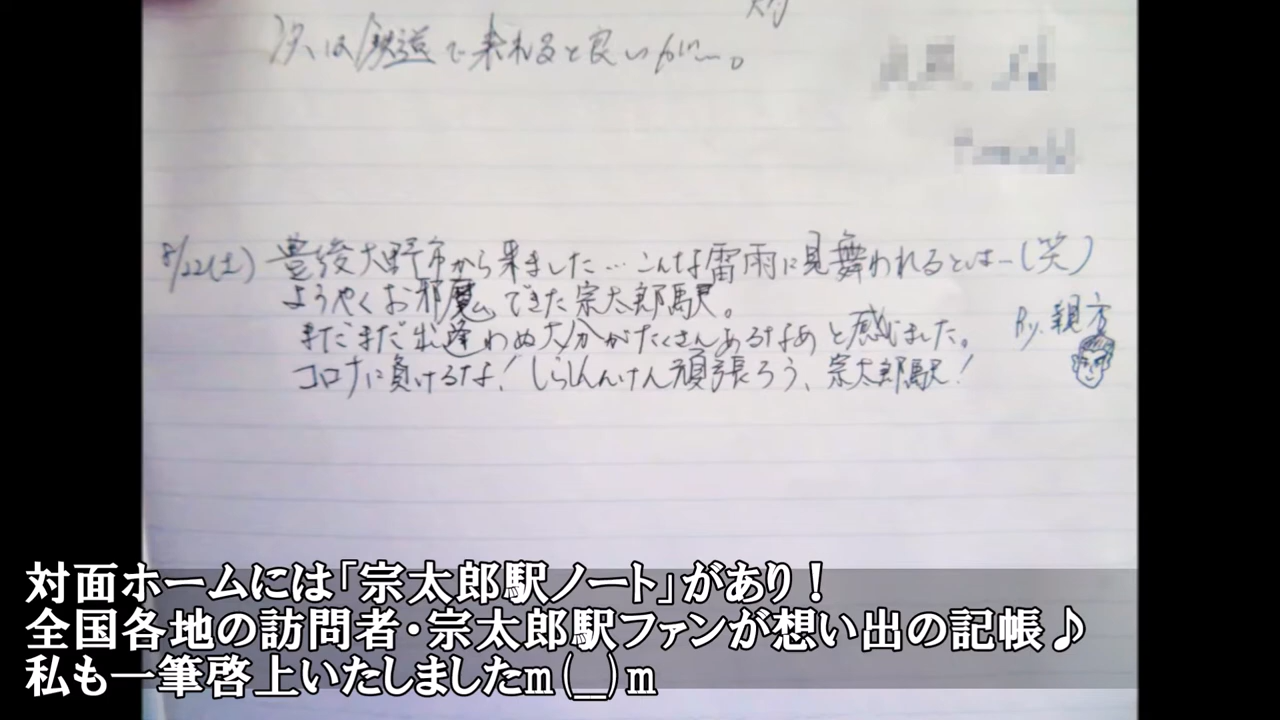 次は鉄道で来れると良いが…。
8/22(土) 豊後大野市から来ました…こんな雷雨に見舞われるとは…(笑)
ようやくお邪魔できた宗太郎駅。
まだまだ出逢わぬ大分がたくさんあるなあと感じました。
By.親方
コロナに負けるな！しらしんけん頑張ろう、宗太郎駅！
対面ホームには「宗太郎駅ノート」があり！
全国各地の訪問者・宗太郎駅ファンが想い出の記帳♪
私も一筆啓上いたしましたm(__)m